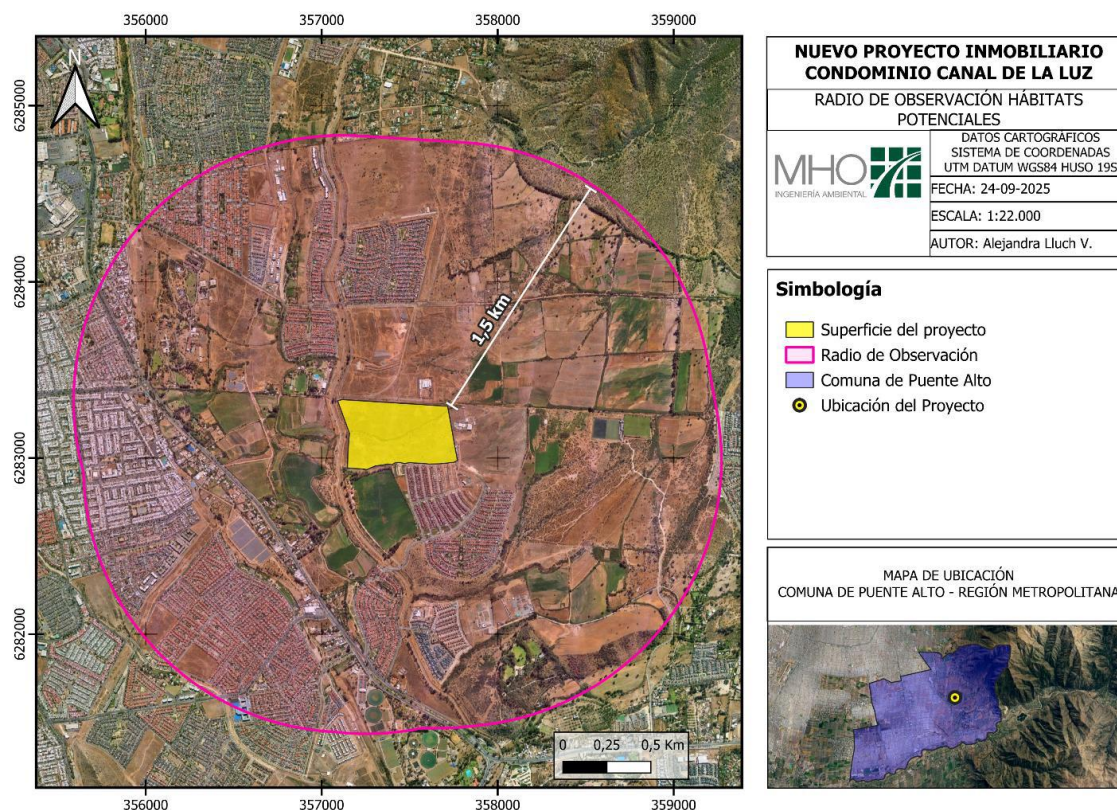 356000 357000 358000 359000
6285000
6284000
6283000
6282000
N
1,5 km
0 0,25 0,5 Km
356000 357000 358000 359000
NUEVO PROYECTO INMOBILIARIO
CONDOMINIO CANAL DE LA LUZ
RADIO DE OBSERVACIÓN HÁBITATS
POTENCIALES
MHO
INGENIERÍA AMBIENTAL
DATOS CARTOGRÁFICOS
SISTEMA DE COORDENADAS
UTM DATUM WGS84 HUSO 19S
FECHA: 24-09-2025
ESCALA: 1:22.000
AUTOR: Alejandra Lluch V.
Simbología
Superficie del proyecto
Radio de Observación
Comuna de Puente Alto
Ubicación del Proyecto
MAPA DE UBICACIÓN
COMUNA DE PUENTE ALTO - REGIÓN METROPOLITANA